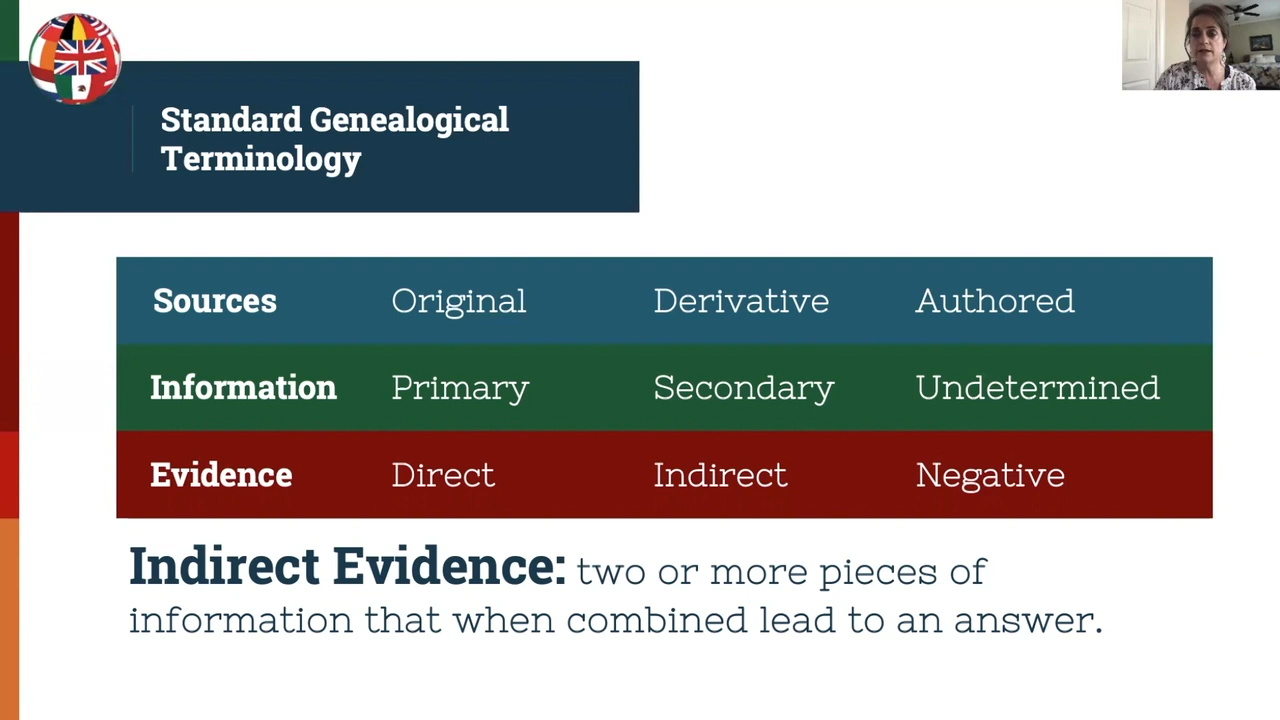 Standard Genealogical
Terminology
Sources Original Derivative Authored
Information Primary Secondary Undetermined
Evidence Direct Indirect Negative
Indirect Evidence: two or more pieces of
information that when combined lead to an answer.